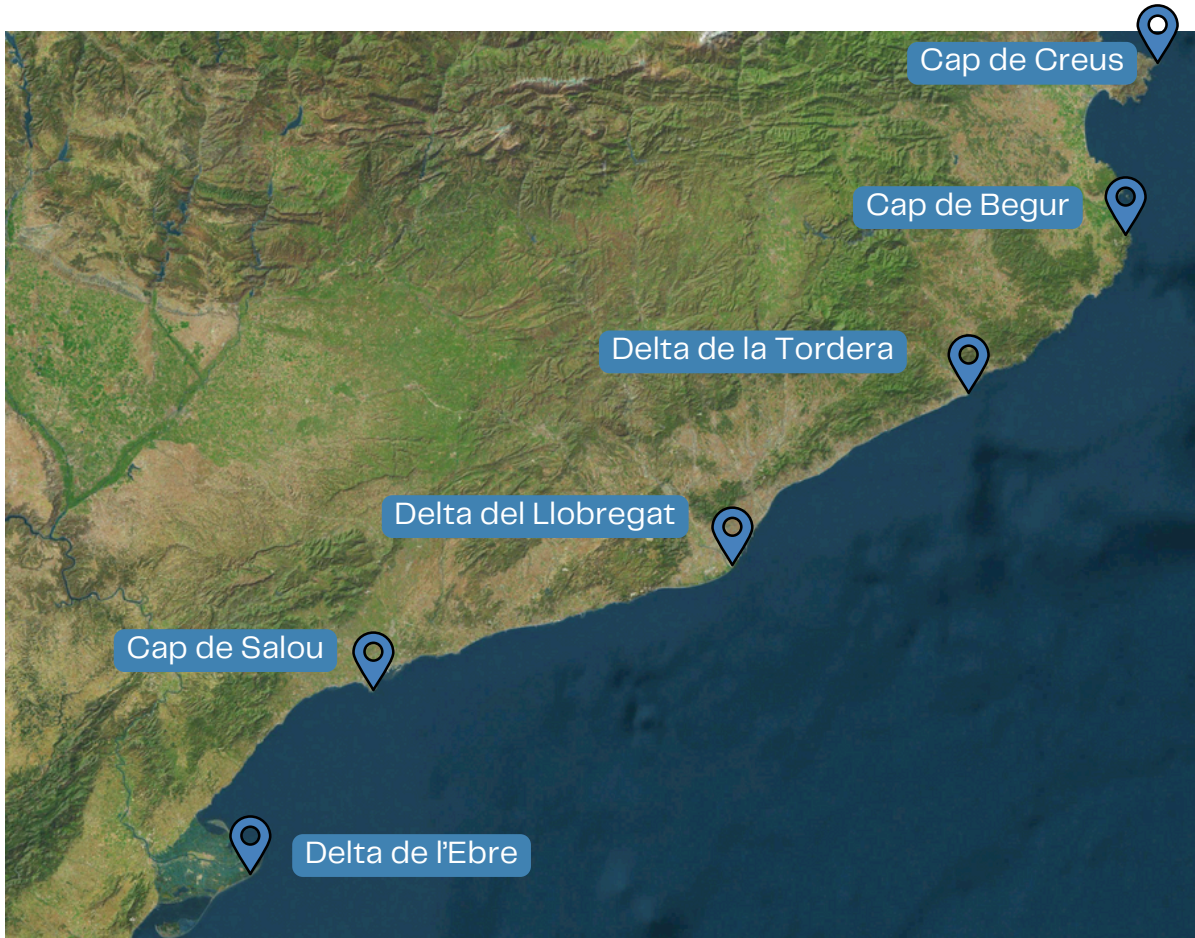 Cap de Creus
Cap de Begur
Delta de la Tordera
Delta del Llobregat
Cap de Salou
Delta de l'Ebre